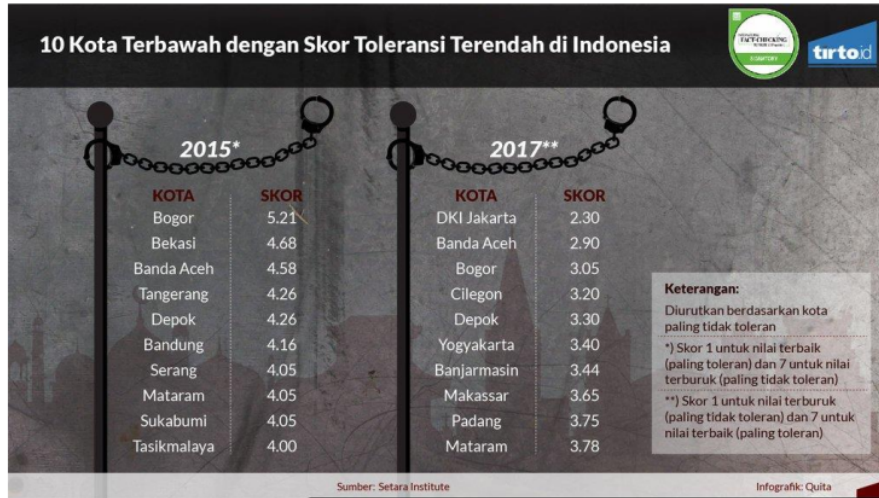 10 Kota Terbawah dengan Skor Toleransi Terendah di Indonesia
FACT-CHECKING
tirto.id
2015*
KOTA SKOR
Bogor 5.21
Bekasi 4.68
Banda Aceh 4.58
Tangerang 4.26
Depok 4.26
Bandung 4.16
Serang 4.05
Mataram 4.05
Sukabumi 4.05
Tasikmalaya 4.00
2017**
KOTA SKOR
DKI Jakarta 2.30
Banda Aceh 2.90
Bogor 3.05
Cilegon 3.20
Depok 3.30
Yogyakarta 3.40
Banjarmasin 3.44
Makassar 3.65
Padang 3.75
Mataram 3.78
Keterangan:
Diurutkan berdasarkan kota
paling tidak toleran
*) Skor 1 untuk nilai terbaik
(paling toleran) dan 7 untuk nilai
terburuk (paling tidak toleran)
**) Skor 1 untuk nilai terburuk
(paling tidak toleran) dan 7 untuk
nilai terbaik (paling toleran)
Sumber: Setara Institute
Infografik: Quita